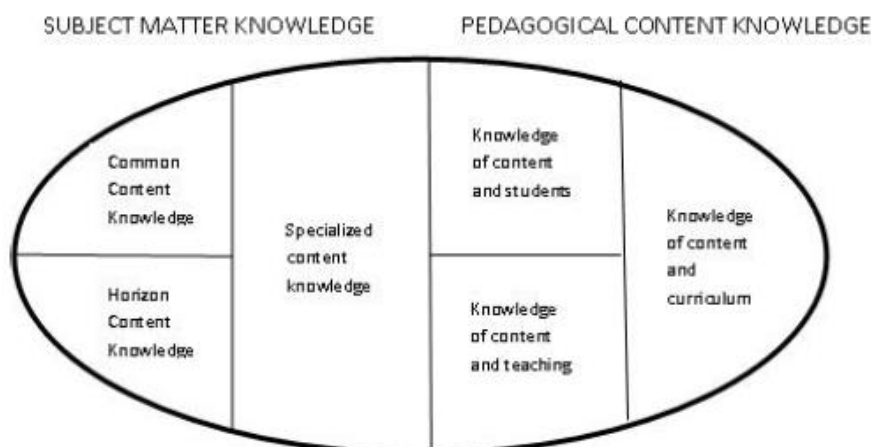 SUBJECT MATTER KNOWLEDGE
PEDAGOGICAL CONTENT KNOWLEDGE
Common
Content
Knowledge
Horizon
Content
Knowledge
Specialized
content
knowledge
Knowledge
of content
and students
Knowledge
of content
and teaching
Knowledge
of content
and
curriculum